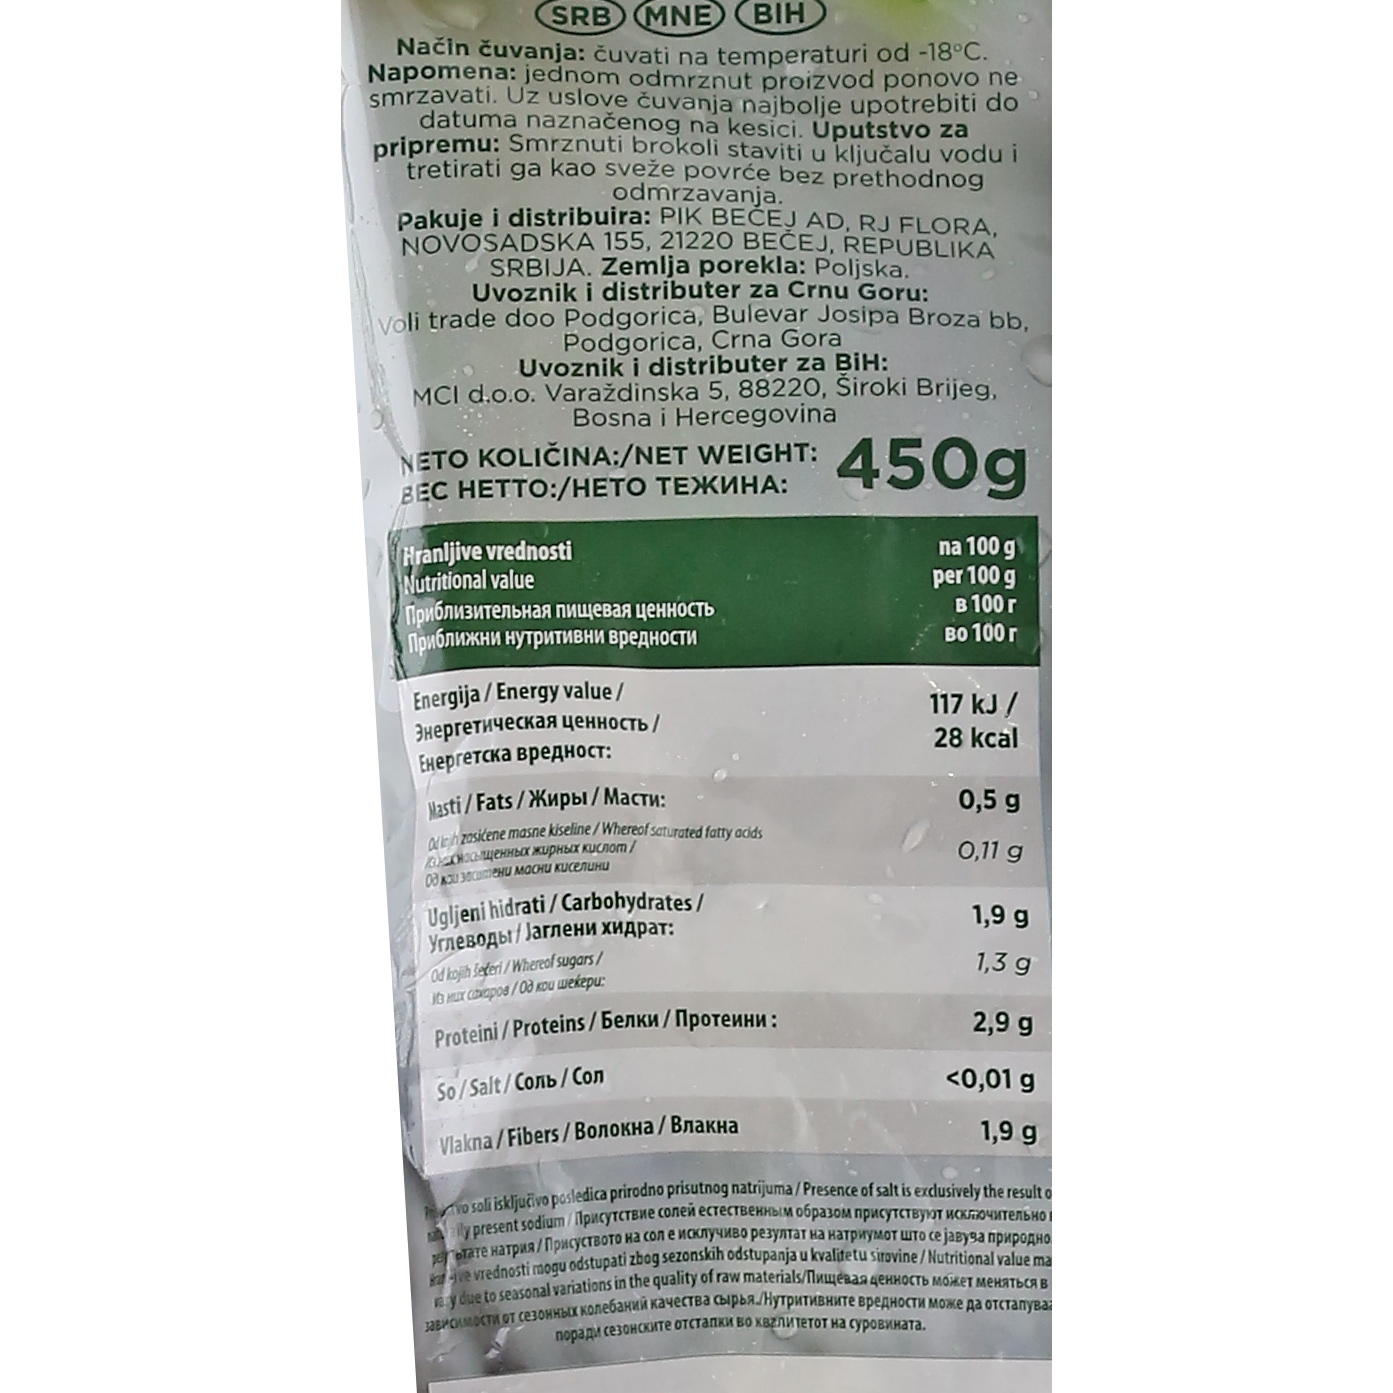 SRB MNE BIH
Način čuvanja: čuvati na temperaturi od -18°C.
Napomena: jednom odmrznut proizvod ponovo ne
smrzavati. Uz uslove čuvanja najbolje upotrebiti do
datuma naznačenog na kesici. Uputstvo za
pripremu: Smrznuti brokoli staviti u ključalu vodu i
tretirati ga kao sveže povrće bez prethodnog
odmrzavanja.
Pakuje i distribuira: PIK BEČEJ AD, RJ FLORA,
NOVOSADSKA 155, 21220 BEČEJ, REPUBLIKA
SRBIJA. Zemlja porekla: Poljska.
Uvoznik i distributer za Crnu Goru:
Voli trade doo Podgorica, Bulevar Josipa Broza bb,
Podgorica, Crna Gora
Uvoznik i distributer za BiH:
MCI d.o.o. Varaždinska 5, 88220, Široki Brijeg,
Bosna i Hercegovina
NETO KOLIČINA:/NET WEIGHT: 450g
ВЕС НЕТТО:/НЕТО ТЕЖИНА:
Hranljive vrednosti na 100 g
Nutritional value per 100 g
Приблизительная пищевая ценность в 100 г
Приближни нутритивни вредности во 100 г
Energija / Energy value / 117 kJ /
Энергетическая ценность / 28 kcal
Енергетска вредност:
Masti / Fats / Жиры / Масти: 0,5 g
Od kojih zasićene masne kiseline / Whereof saturated fatty acids 0,11 g
Из них насыщенных жирных кислот /
Од кои заситени масни киселини
Ugljeni hidrati / Carbohydrates / 1,9 g
Углеводы / Јаглени хидрат:
Od kojih šećeri / Whereof sugars / 1,3 g
Из них сахаров / Од кои шеќери:
Proteini / Proteins / Белки / Протеини : 2,9 g
So / Salt / Соль / Сол <0,01 g
Vlakna / Fibers / Волокна / Влакна 1,9 g
soli isključivo posledica prirodno prisutnog natrijuma / Presence of salt is exclusively the result o
present sodium / Присутствие солей естественным образом присутствуют исключительно
натрия / Присуството на сол е исклучиво резултат на натриумот што се јавува природно.
vrednosti mogu odstupati zbog sezonskih odstupanja u kvalitetu sirovine / Nutritional value ma
vary due to seasonal variations in the quality of raw materials/Пищевая ценность может меняться в
зависимости от сезонных колебаний качества сырья./Нутритивните вредности може да отстапуваа
поради сезонските отстапки во квалитетот на суровината.